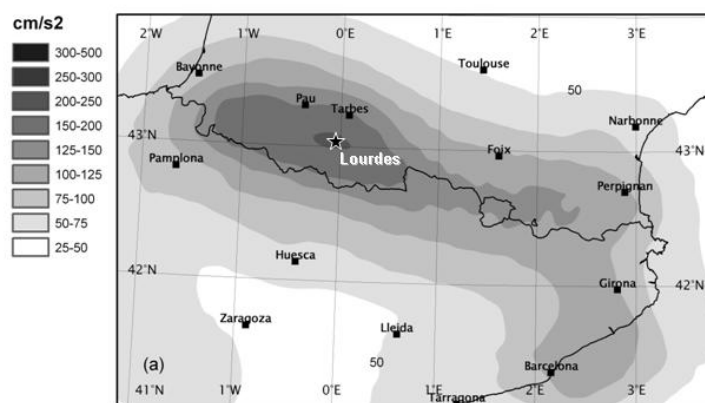 cm/s2
300-500
250-300
200-250
150-200
125-150
100-125
75-100
50-75
25-50
2°W 1°W 0°E 1°E 2°E 3°E
Bayonne
Toulouse
50
Pau
Tarbes
Narbonne
43°N
43°N
Lourdes
Foix
Pamplona
Perpignan
Huesca
42°N
42°N
Girona
Zaragoza
Lleida
(a)
50
Barcelona
41°N 1°W 0°E 1°E 2°E 3°E
Tarragona